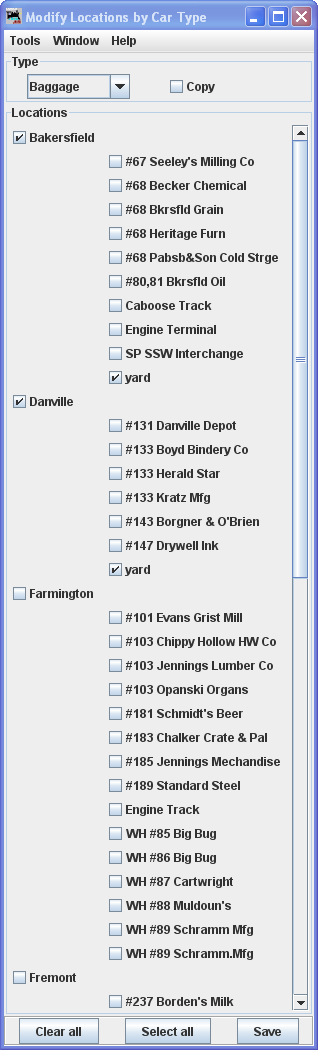 Modify Locations by Car Type
Tools Window Help
Type
Baggage Copy
Locations
Bakersfield
#67 Seeley's Milling Co
#68 Becker Chemical
#68 Bkrsfld Grain
#68 Heritage Furn
#68 Pabsb&Son Cold Strge
#80,81 Bkrsfld Oil
Caboose Track
Engine Terminal
SP SSW Interchange
yard
Danville
#131 Danville Depot
#133 Boyd Bindery Co
#133 Herald Star
#133 Kratz Mfg
#143 Borgner & O'Brien
#147 Drywell Ink
yard
Farmington
#101 Evans Grist Mill
#103 Chippy Hollow HW Co
#103 Jennings Lumber Co
#103 Opanski Organs
#181 Schmidt's Beer
#183 Chalker Crate & Pal
#185 Jennings Mechandise
#189 Standard Steel
Engine Track
WH #85 Big Bug
WH #86 Big Bug
WH #87 Cartwright
WH #88 Muldoun's
WH #89 Schramm Mfg
WH #89 Schramm.Mfg
Fremont
#237 Borden's Milk
Clear all Select all Save